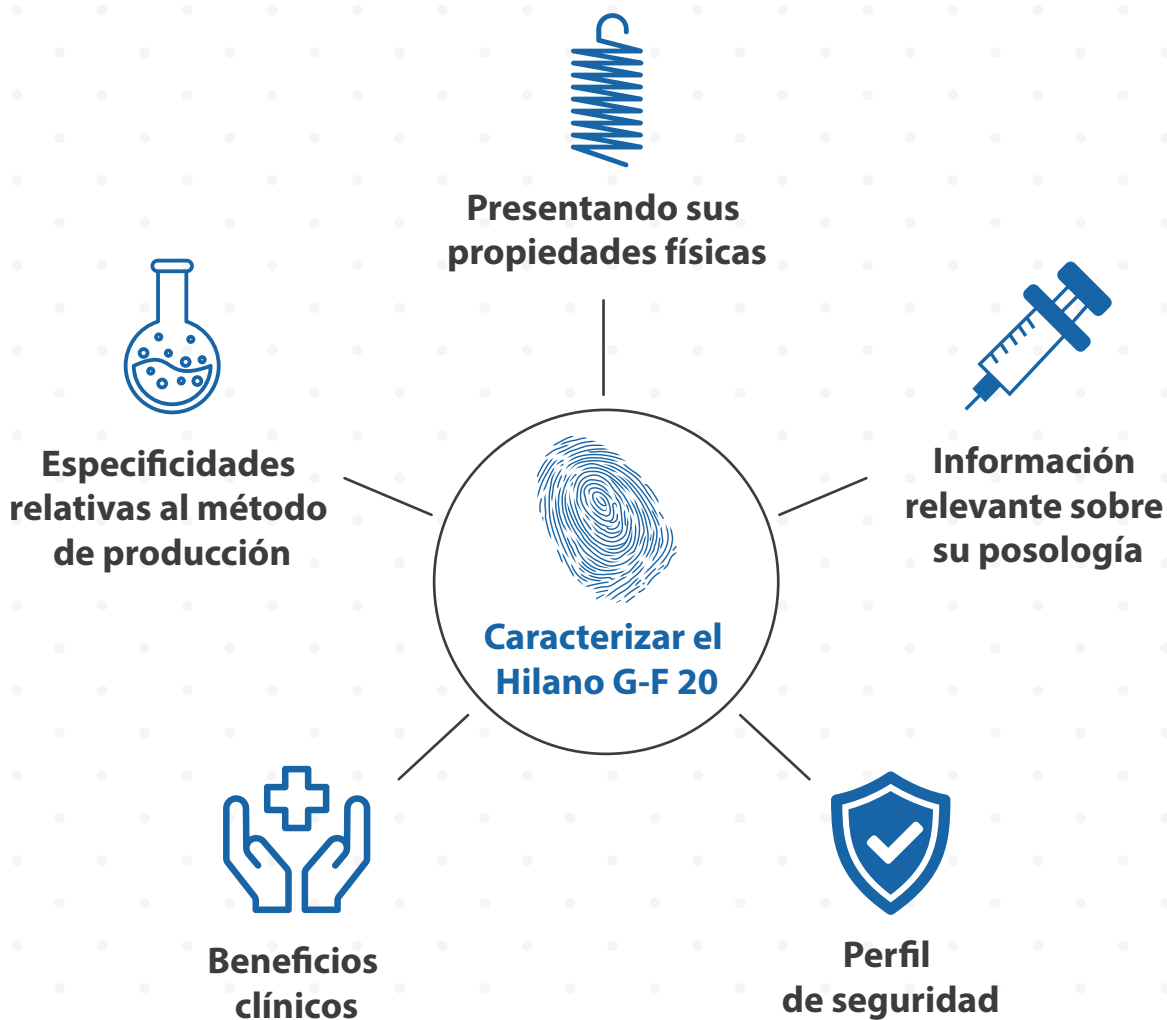 Presentando sus
propiedades físicas
Especificidades
relativas al método
de producción
Información
relevante sobre
su posología
Caracterizar el
Hilano G-F 20
Beneficios
clínicos
Perfil
de seguridad